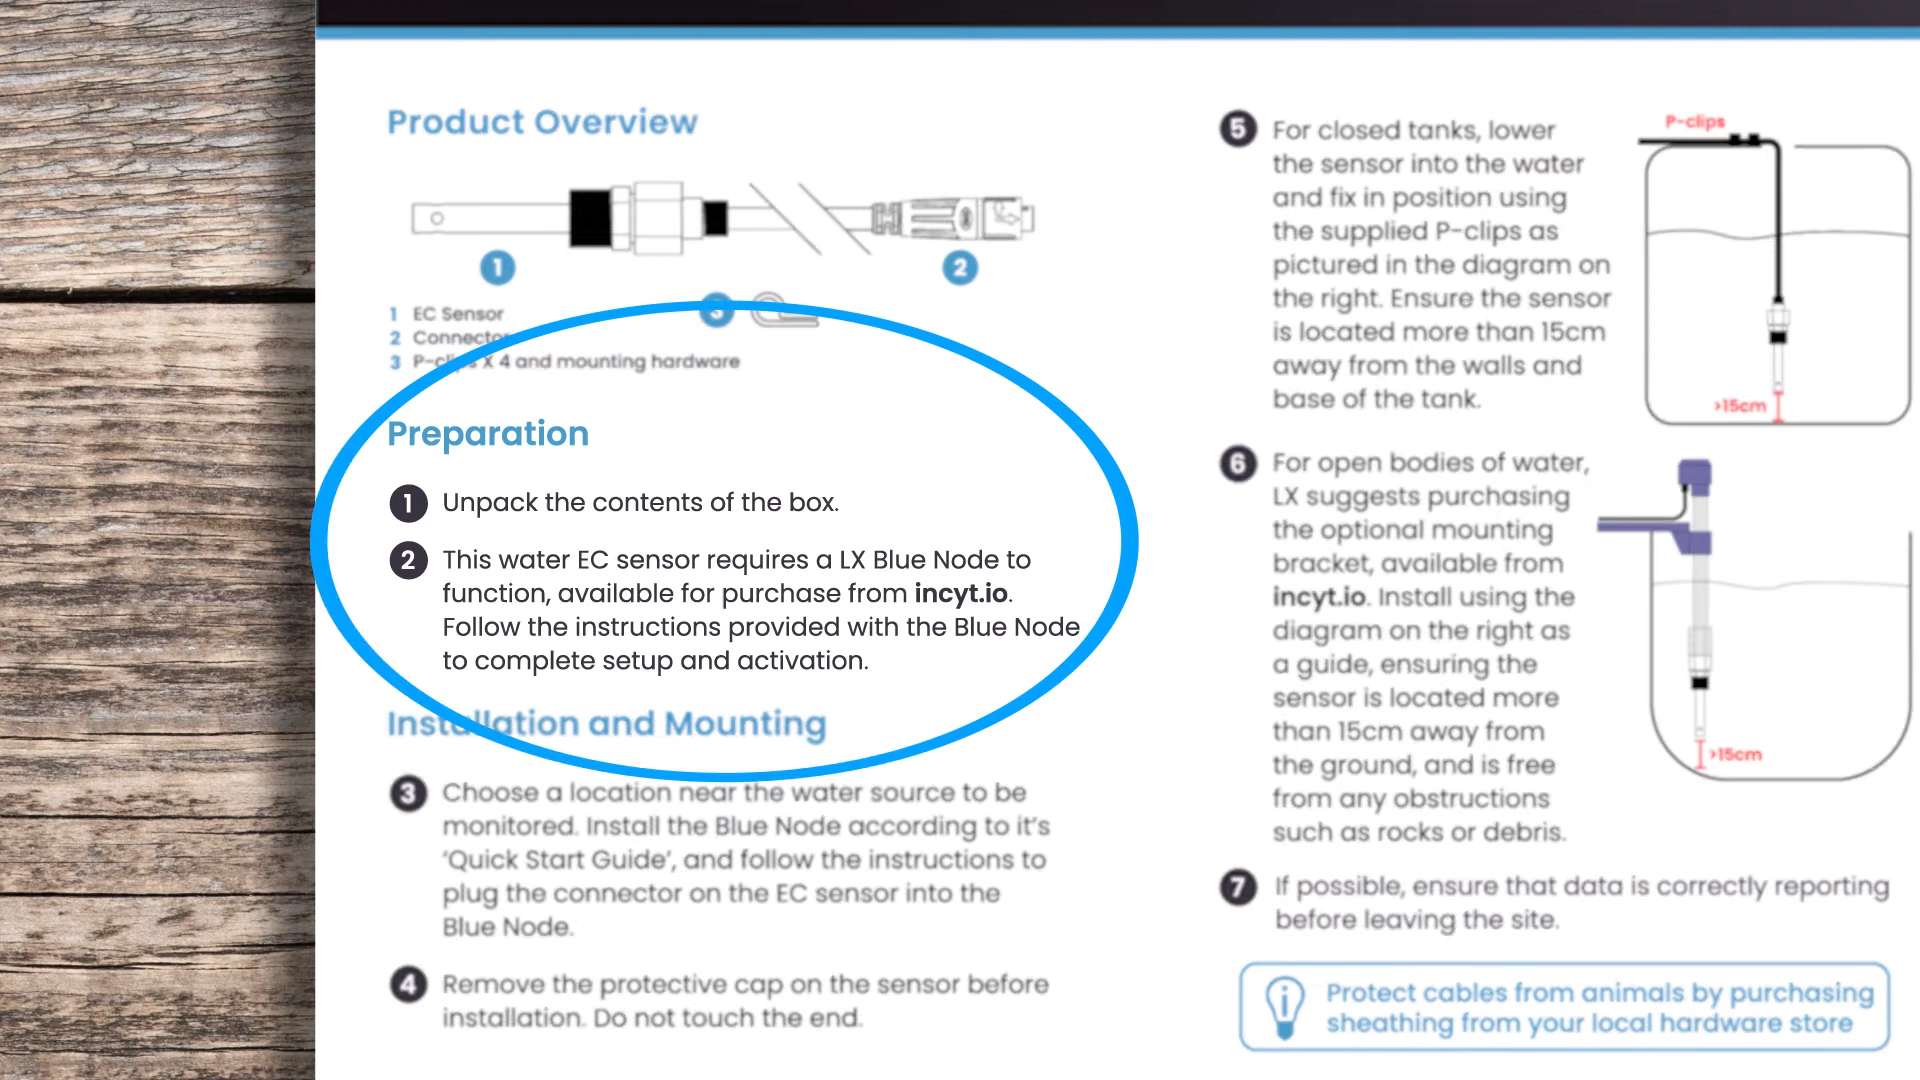 Product Overview
1
2
3
1 EC Sensor
2 Connector
3 P-clips X 4 and mounting hardware
Preparation
1 Unpack the contents of the box.
2 This water EC sensor requires a LX Blue Node to
function, available for purchase from incyt.io.
Follow the instructions provided with the Blue Node
to complete setup and activation.
Installation and Mounting
3 Choose a location near the water source to be
monitored. Install the Blue Node according to it's
'Quick Start Guide', and follow the instructions to
plug the connector on the EC sensor into the
Blue Node.
4 Remove the protective cap on the sensor before
installation. Do not touch the end.
5 For closed tanks, lower
the sensor into the water
and fix in position using
the supplied P-clips as
pictured in the diagram on
the right. Ensure the sensor
is located more than 15cm
away from the walls and
base of the tank.
P-clips
>15cm
6 For open bodies of water,
LX suggests purchasing
the optional mounting
bracket, available from
incyt.io. Install using the
diagram on the right as
a guide, ensuring the
sensor is located more
than 15cm away from
the ground, and is free
from any obstructions
such as rocks or debris.
>15cm
7 If possible, ensure that data is correctly reporting
before leaving the site.
Protect cables from animals by purchasing
sheathing from your local hardware store